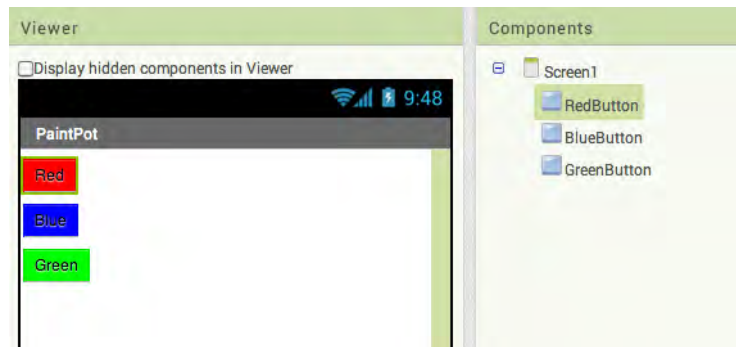 Viewer
Display hidden components in Viewer
9:48
PaintPot
Red
Blue
Green
Components
Screen1
RedButton
BlueButton
GreenButton